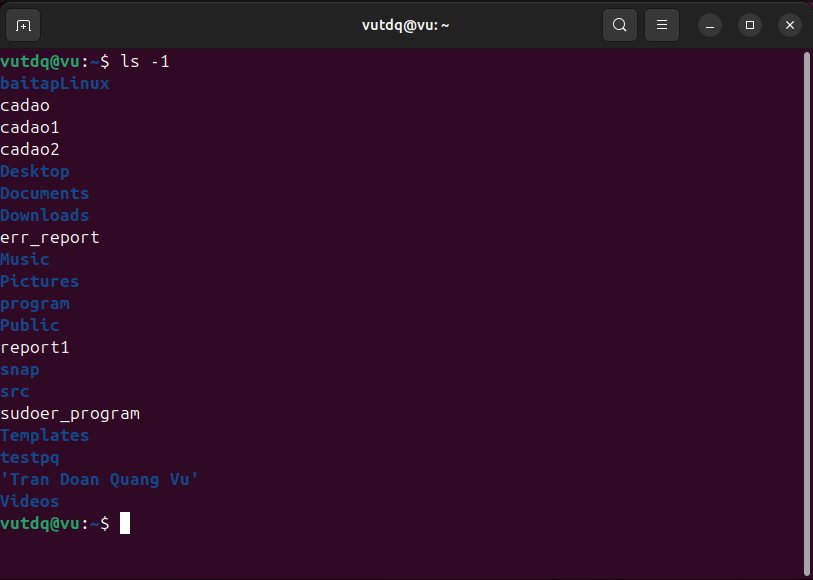 vutdq@vu: ~
vutdq@vu:~$ ls -1
baitapLinux
cadao
cadao1
cadao2
Desktop
Documents
Downloads
err_report
Music
Pictures
program
Public
report1
snap
src
sudoer_program
Templates
testpq
'Tran Doan Quang Vu'
Videos
vutdq@vu:~$